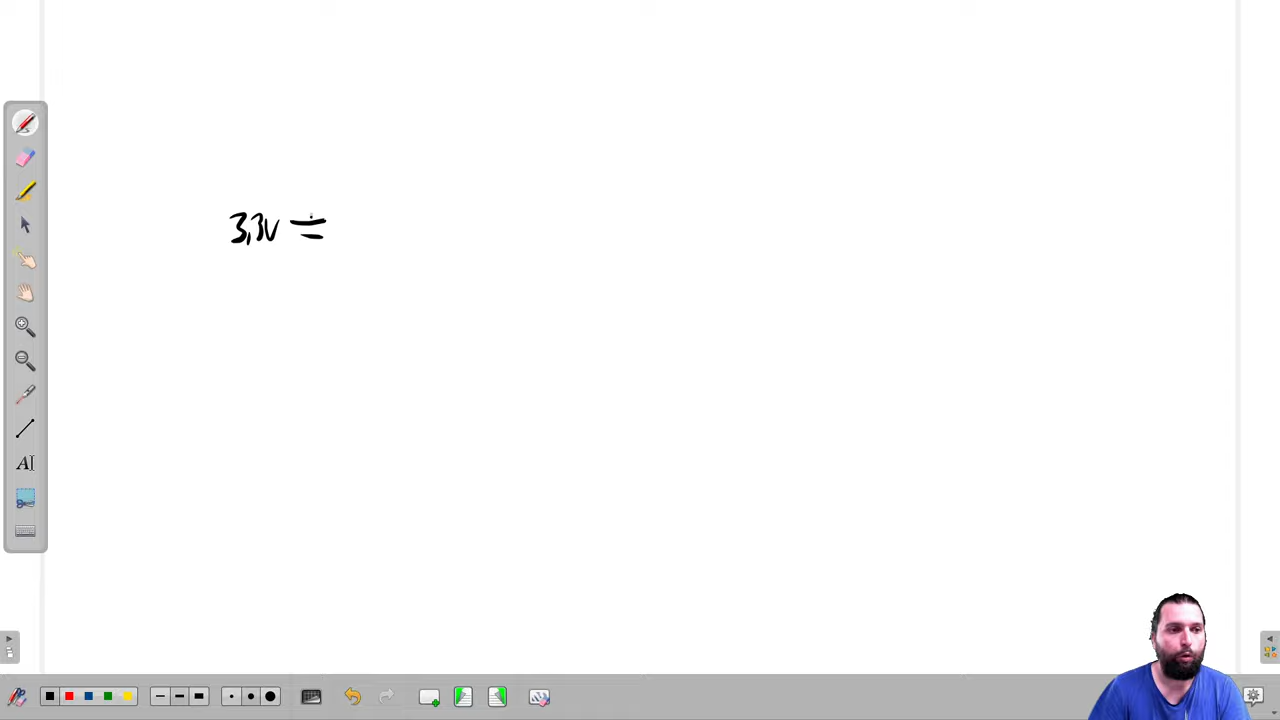 3,3V =